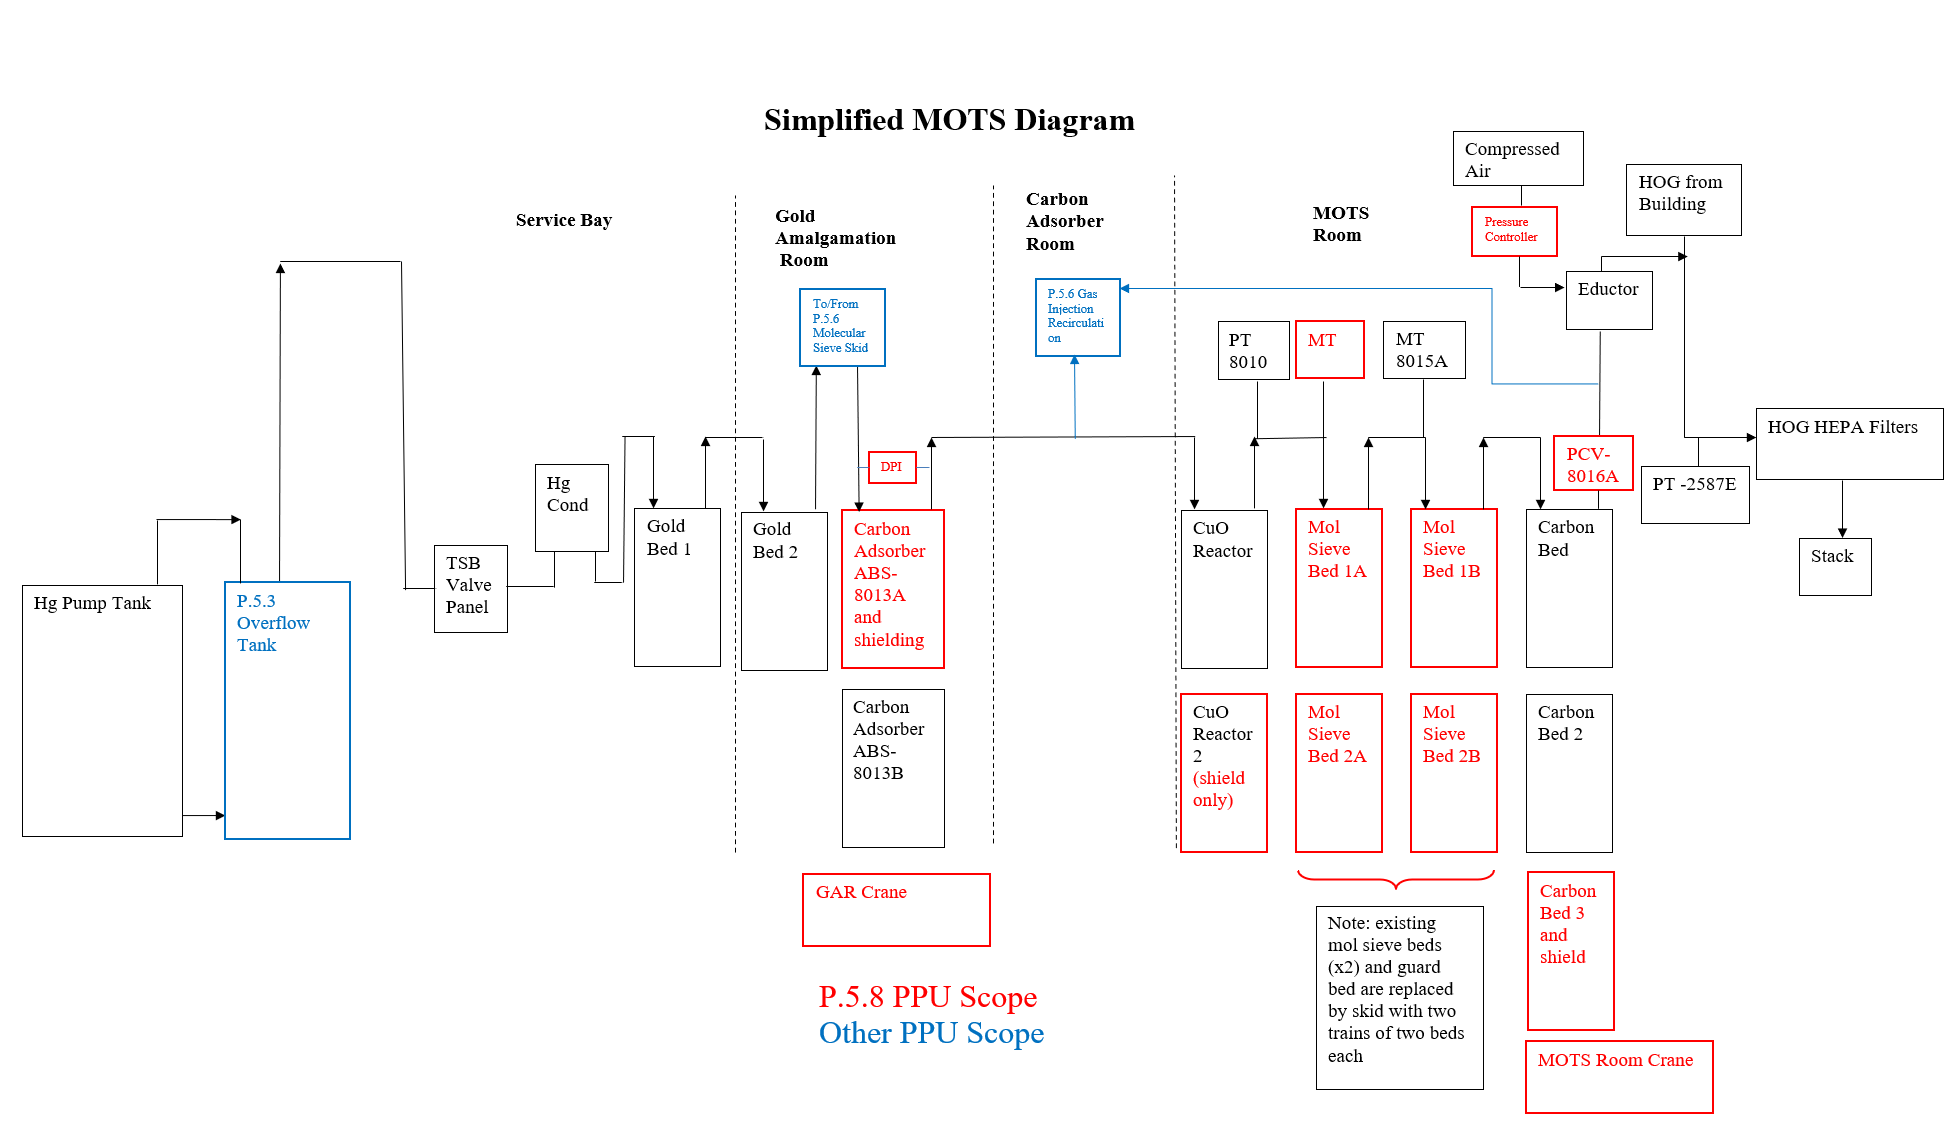 Simplified MOTS Diagram
Service Bay
Gold
Amalgamation
Room
Carbon
Adsorber
Room
MOTS
Room
Compressed
Air
Pressure
Controller
HOG from
Building
Eductor
To/From
P.5.6
Molecular
Sieve Skid
P.5.6 Gas
Injection
Recirculati
on
PT
8010
MT
MT
8015A
DPI
PCV-
8016A
HOG HEPA Filters
PT -2587E
Stack
Hg Pump Tank
P.5.3
Overflow
Tank
TSB
Valve
Panel
Hg
Cond
Gold
Bed 1
Gold
Bed 2
Carbon
Adsorber
ABS-
8013A
and
shielding
Carbon
Adsorber
ABS-
8013B
CuO
Reactor
Mol
Sieve
Bed 1A
Mol
Sieve
Bed 1B
Carbon
Bed
CuO
Reactor
2
(shield
only)
Mol
Sieve
Bed 2A
Mol
Sieve
Bed 2B
Carbon
Bed 2
GAR Crane
Note: existing
mol sieve beds
(x2) and guard
bed are replaced
by skid with two
trains of two beds
each
Carbon
Bed 3
and
shield
MOTS Room Crane
P.5.8 PPU Scope
Other PPU Scope